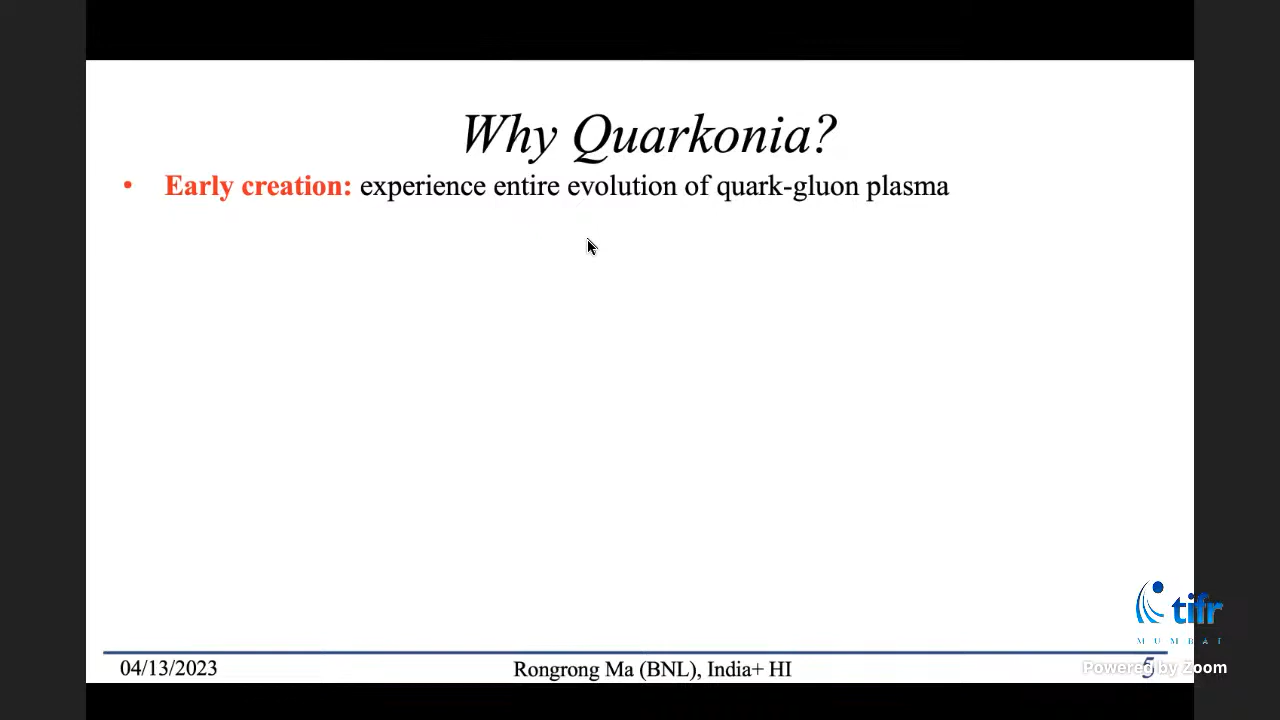 Why Quarkonia?
• Early creation: experience entire evolution of quark-gluon plasma
tifr
MUMBAI
04/13/2023
Rongrong Ma (BNL), India+ HI
5
Powered by Zoom